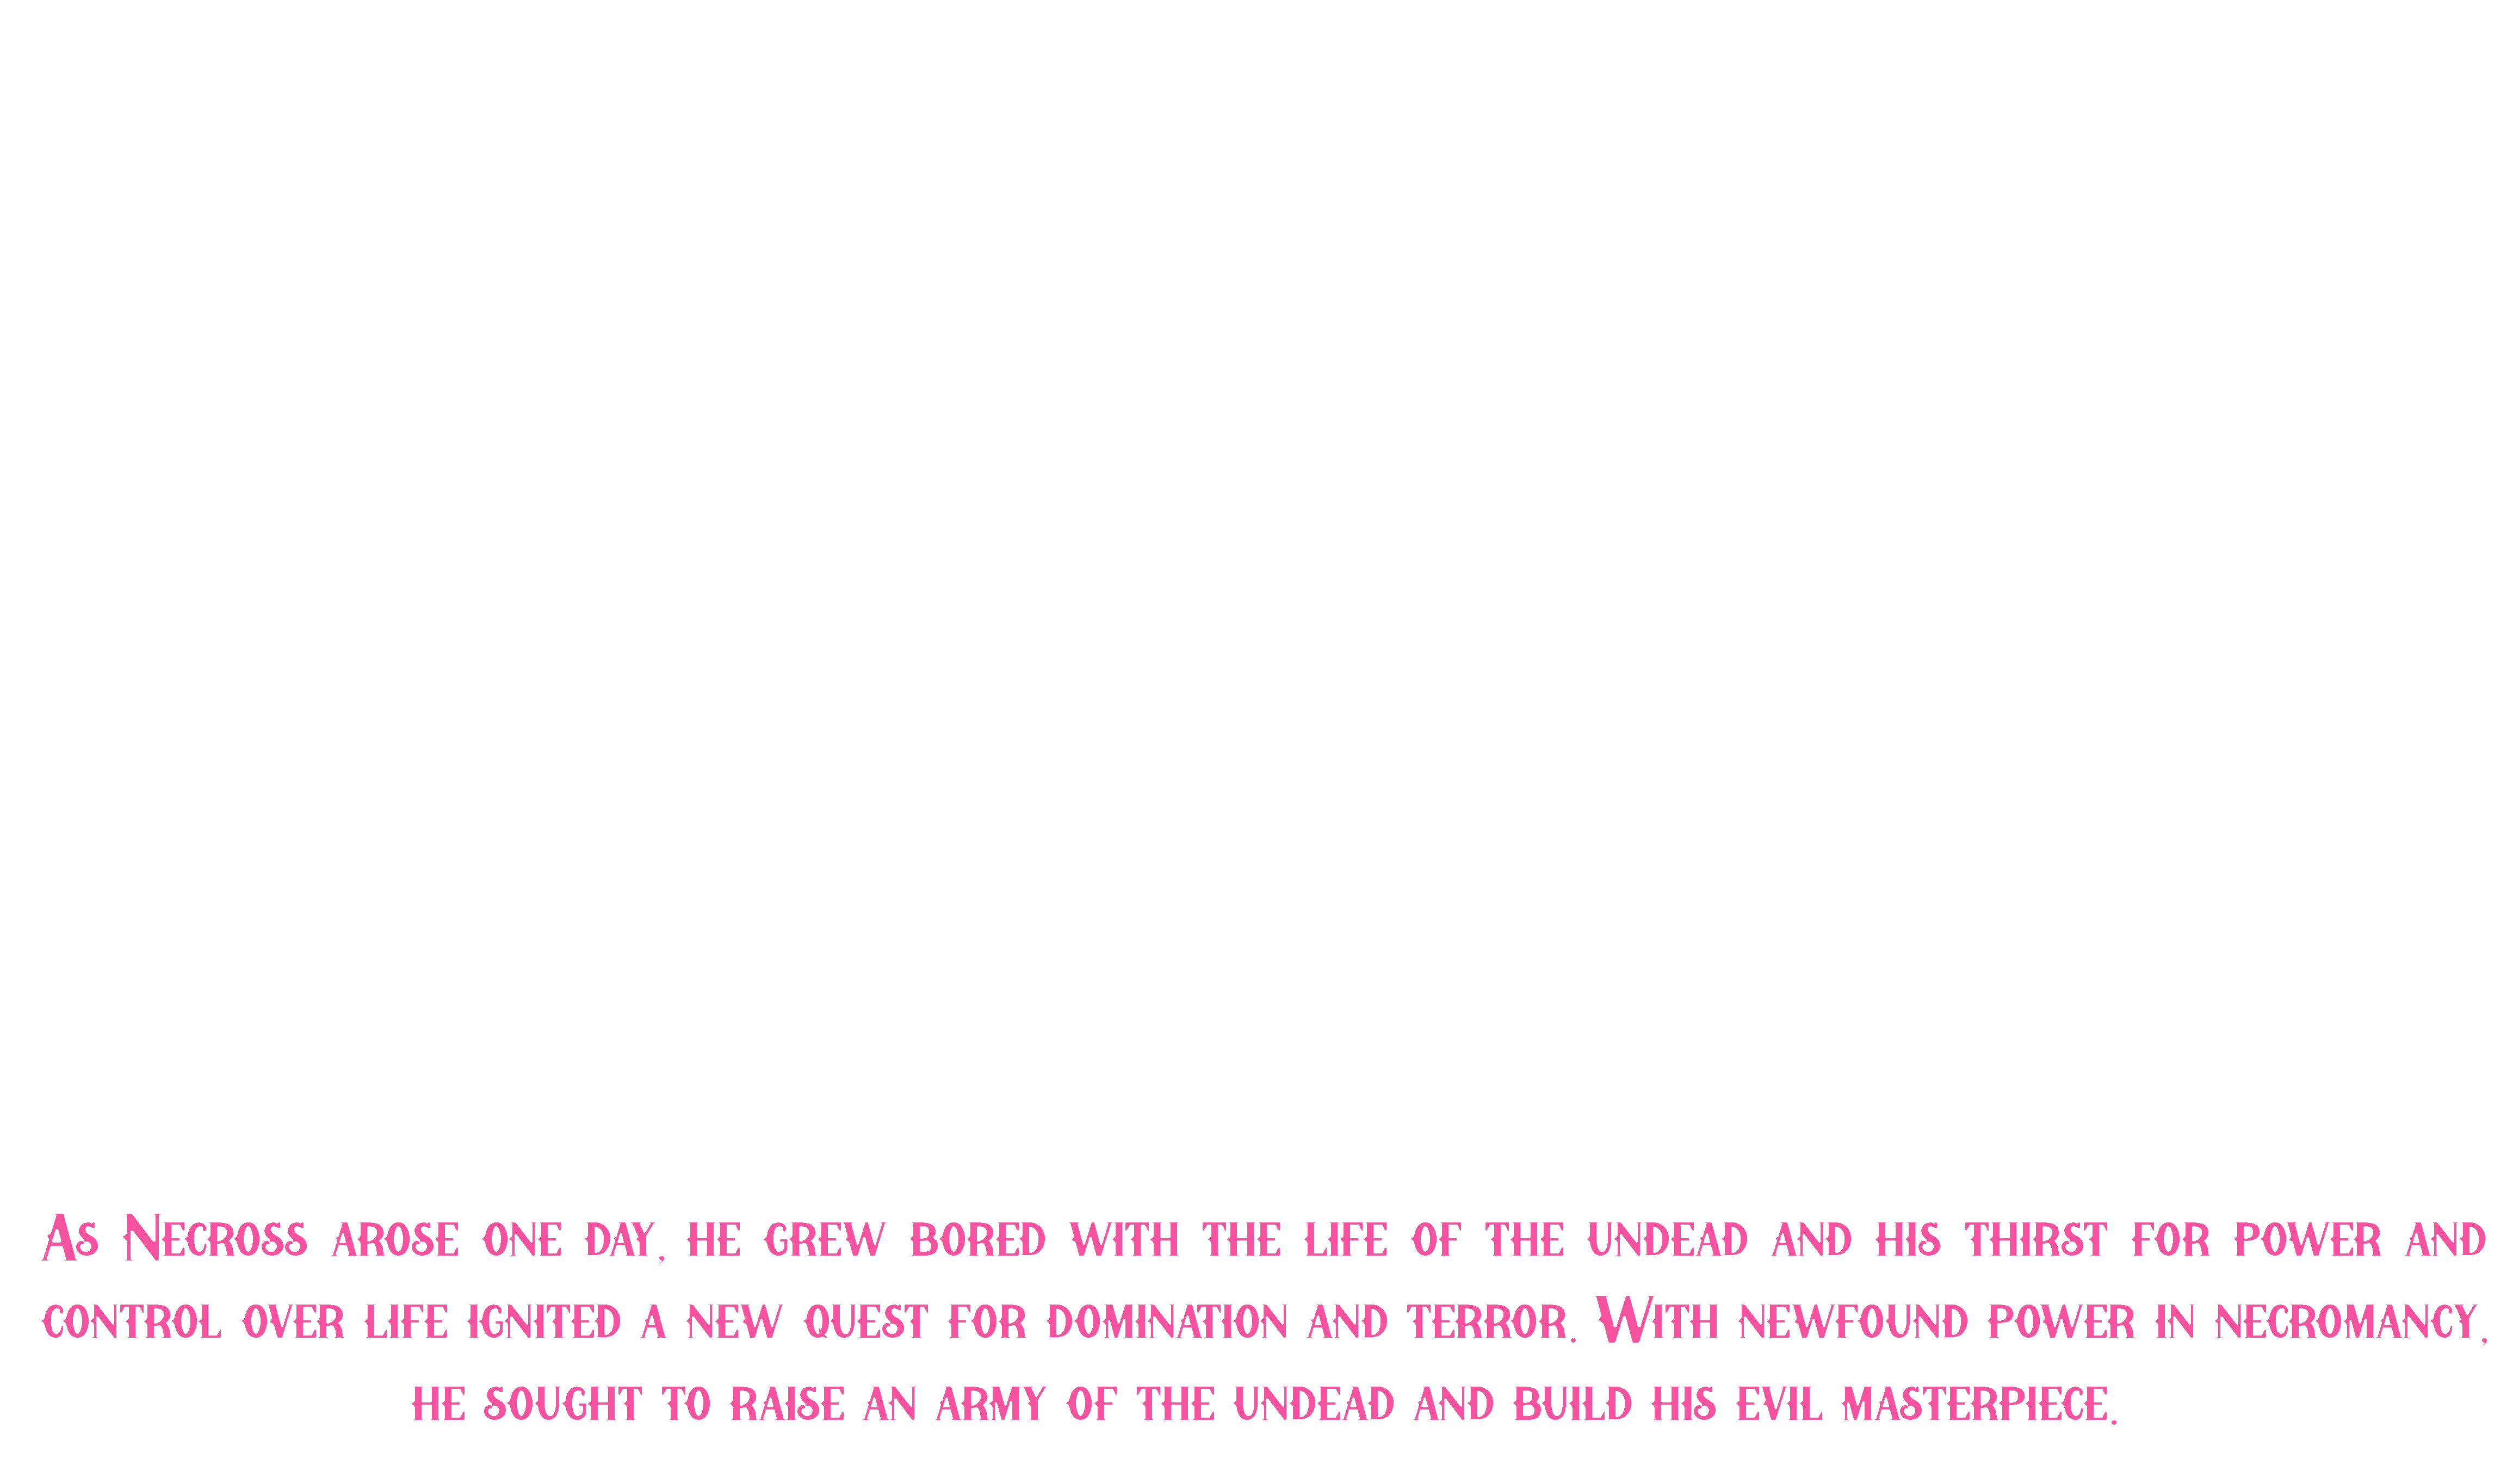 As Necross arose one day, he grew bored with the life of the undead and his thirst for power and
control over life ignited a new quest for domination and terror. With newfound power in necromancy,
he sought to raise an army of the undead and build his evil masterpiece.